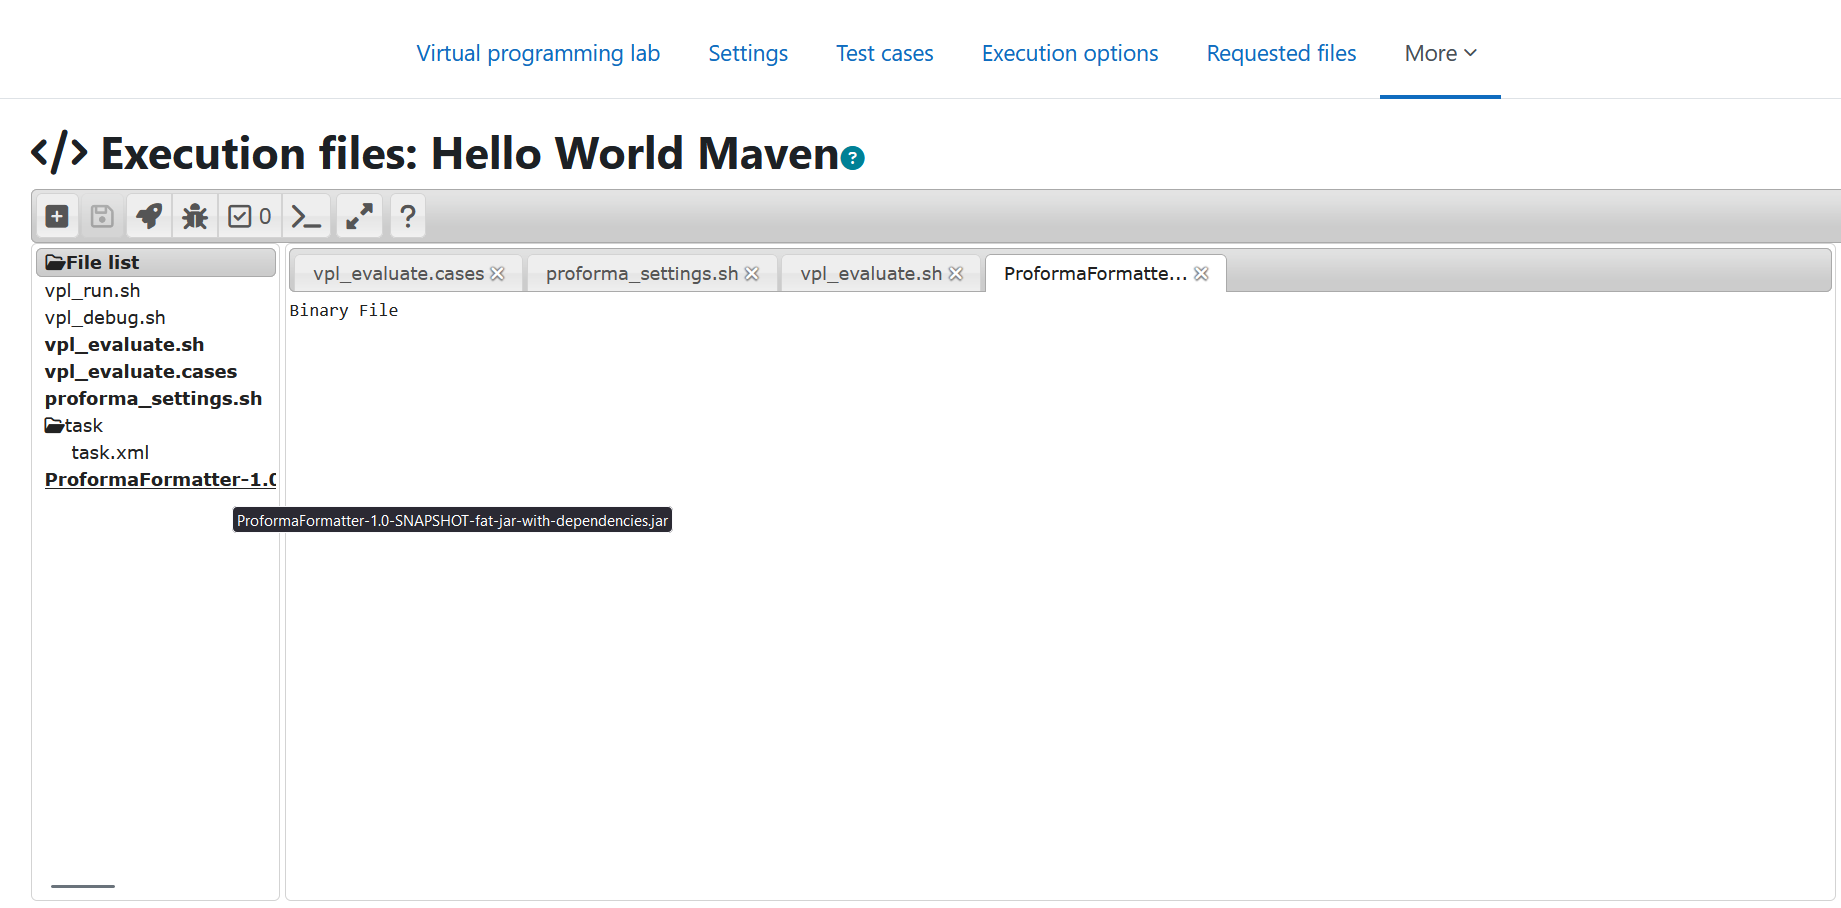 Virtual programming lab Settings Test cases Execution options Requested files More
</> Execution files: Hello World Maven ?
0 ?
File list
vpl_run.sh
vpl_debug.sh
vpl_evaluate.sh
vpl_evaluate.cases
proforma_settings.sh
task
task.xml
ProformaFormatter-1.0
vpl_evaluate.cases proforma_settings.sh vpl_evaluate.sh ProformaFormatte...
Binary File
ProformaFormatter-1.0-SNAPSHOT-fat-jar-with-dependencies.jar